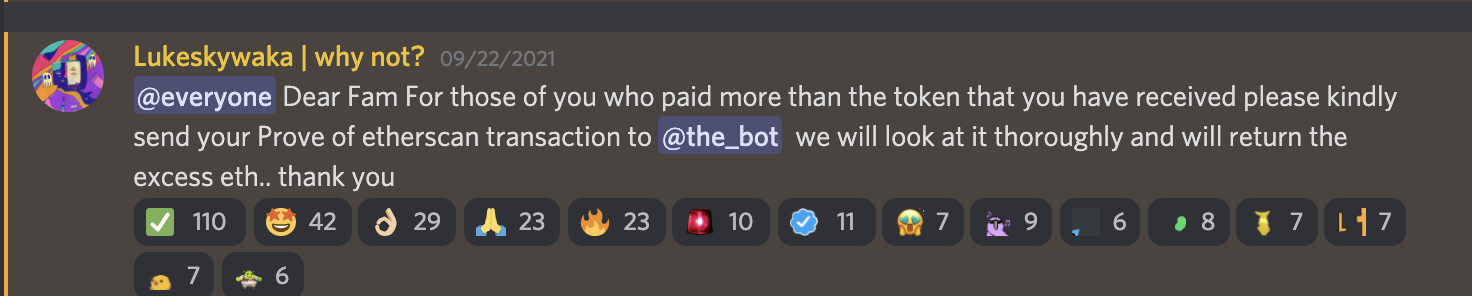 Lukeskywaka | why not? 09/22/2021
@everyone Dear Fam For those of you who paid more than the token that you have received please kindly
send your Prove of etherscan transaction to @the_bot we will look at it thoroughly and will return the
excess eth.. thank you
110 42 29 23 23 10 11 7 9 6 8 7 7
7 6